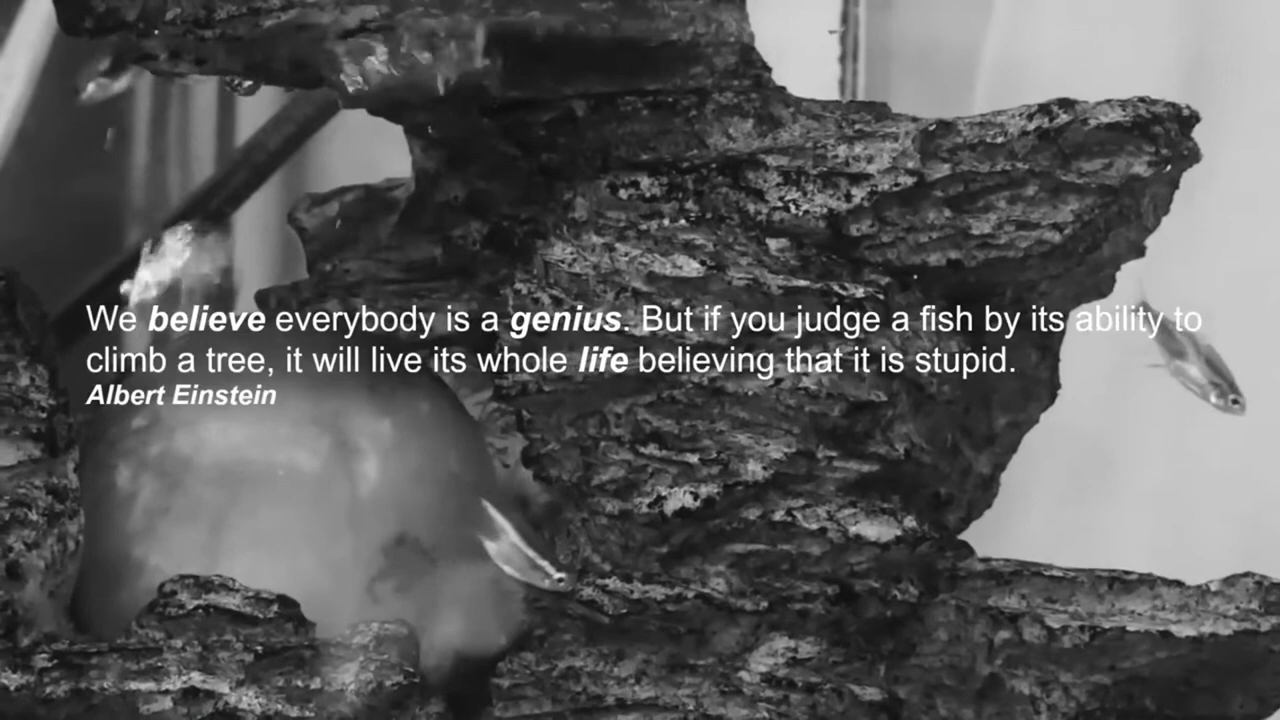 We believe everybody is a genius. But if you judge a fish by its ability to
climb a tree, it will live its whole life believing that it is stupid.
Albert Einstein